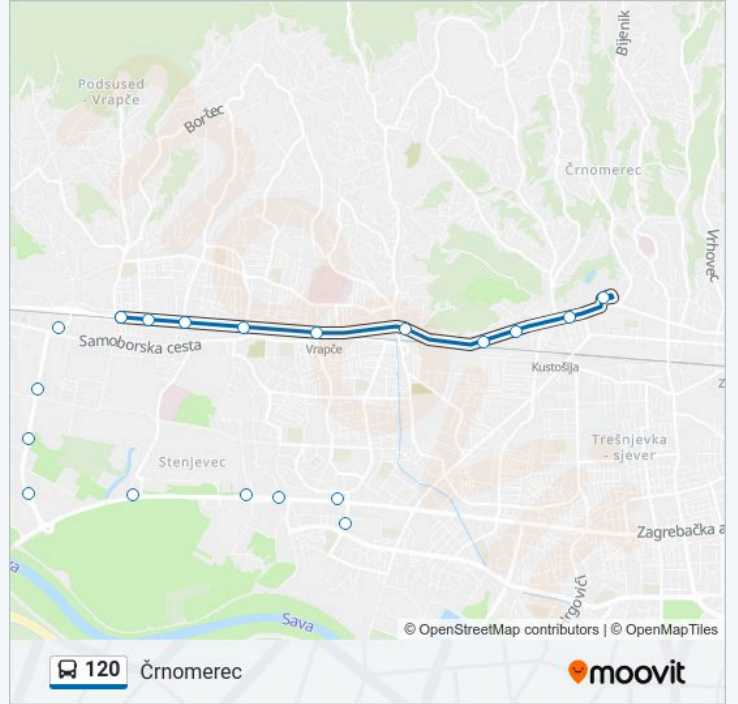 Bijenik
Podsused
- Vrapče
Borčec
Črnomerec
Vrhovec
Samoborska cesta
Vrapče
Kustošija
Z
Trešnjevka
- sjever
Stenjevec
Zagrebačka a
va
Sava
rgovići
© OpenStreetMap contributors | © OpenMapTiles
120 Črnomerec
moovit